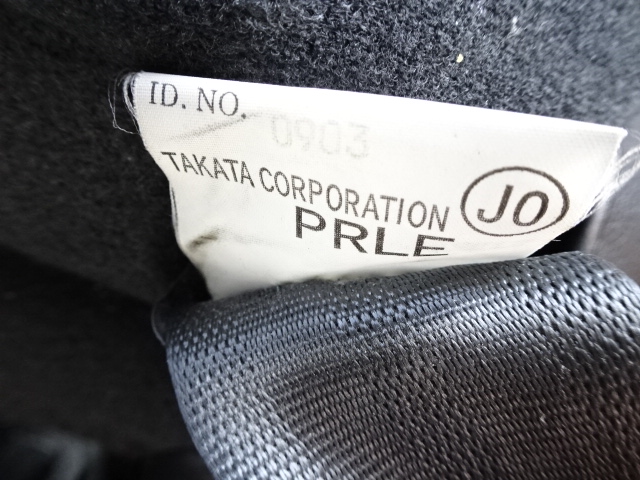 ID. NO. 0903
TAKATA CORPORATION JO
PRLE